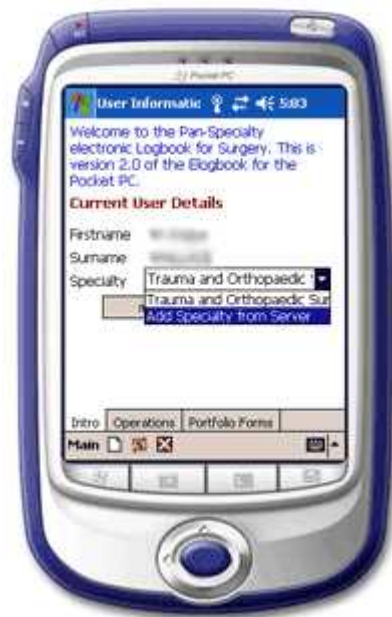 Pocket PC
User Informatic 5:03
Welcome to the Pan-Specialty
electronic Logbook for Surgery. This is
version 2.0 of the Elogbook for the
Pocket PC.
Current User Details
Firstname
Surname
Specialty Trauma and Orthopaedic
Trauma and Orthopaedic Sur
Add Specialty from Server
Intro Operations Portfolio Forms
Main